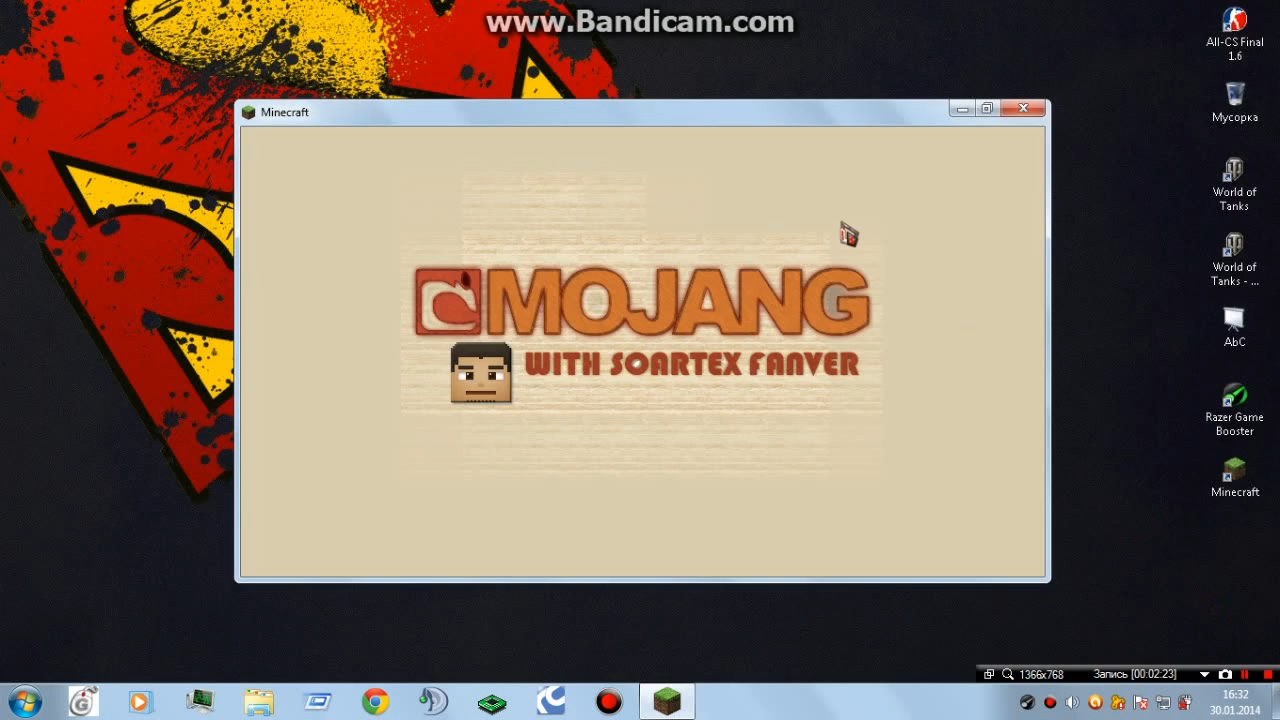 www.Bandicam.com
All-CS Final
1.6
Мусорка
World of
Tanks
World of
Tanks - ...
AbC
Razer Game
Booster
Minecraft
Minecraft
MOJANG
WITH SOARTEX FANVER
1366x768
Запись [00:02:23]
16:32
30.01.2014